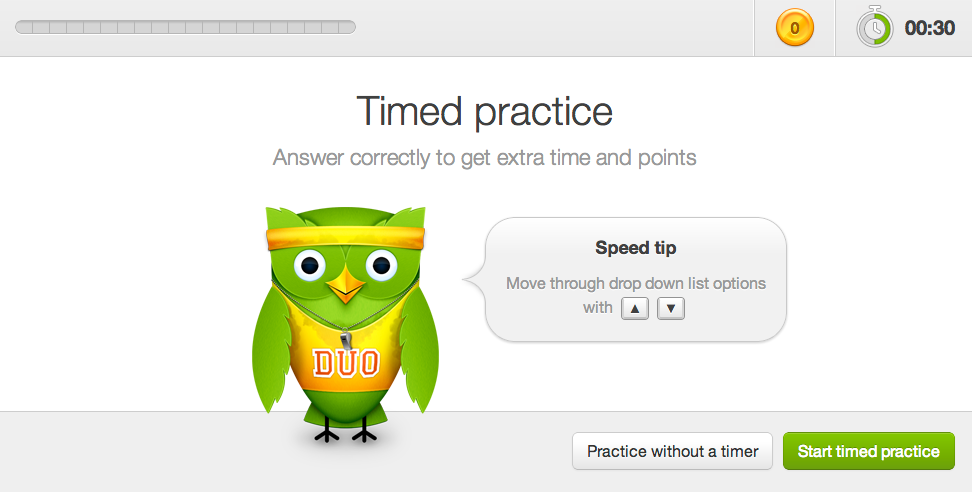 0
00:30
Timed practice
Answer correctly to get extra time and points
Speed tip
Move through drop down list options
with ▲ ▼
DUO
Practice without a timer
Start timed practice